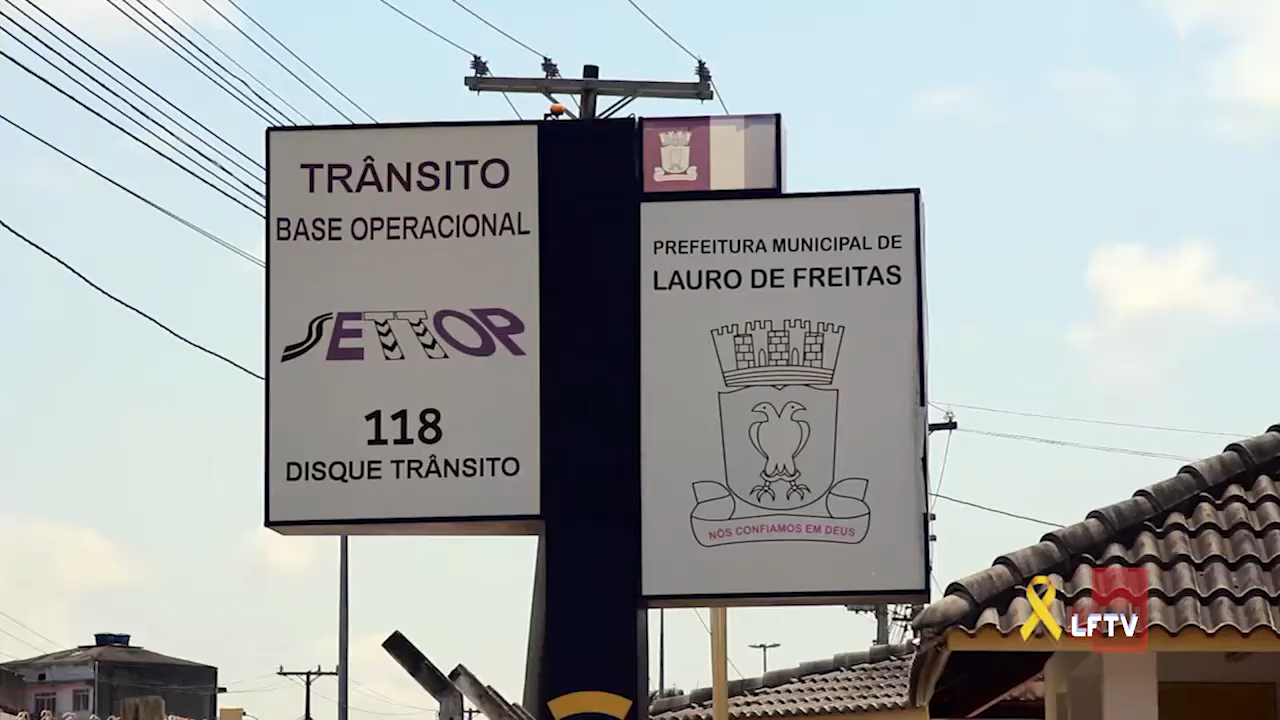 TRÂNSITO
BASE OPERACIONAL
SETTOP
118
DISQUE TRÂNSITO
PREFEITURA MUNICIPAL DE
LAURO DE FREITAS
NÓS CONFIAMOS EM DEUS
LFTV